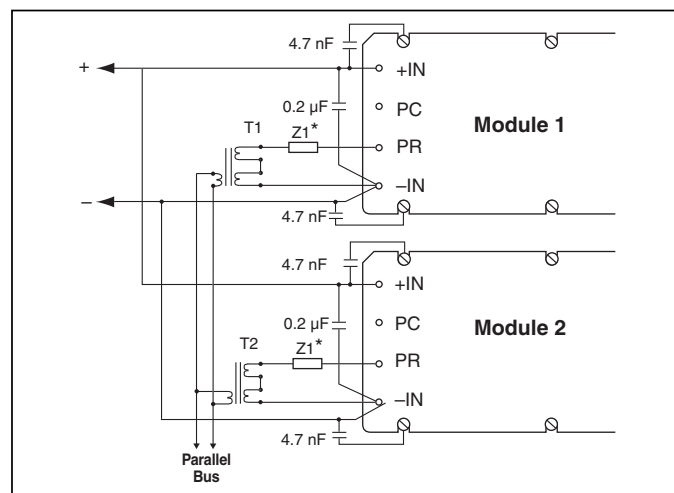 4.7 nF
+
+IN
0.2 µF
PC
T1
Z1*
Module 1
PR
–
–IN
4.7 nF
4.7 nF
+IN
0.2 µF
PC
T2
Z1*
Module 2
PR
–IN
4.7 nF
Parallel
Bus